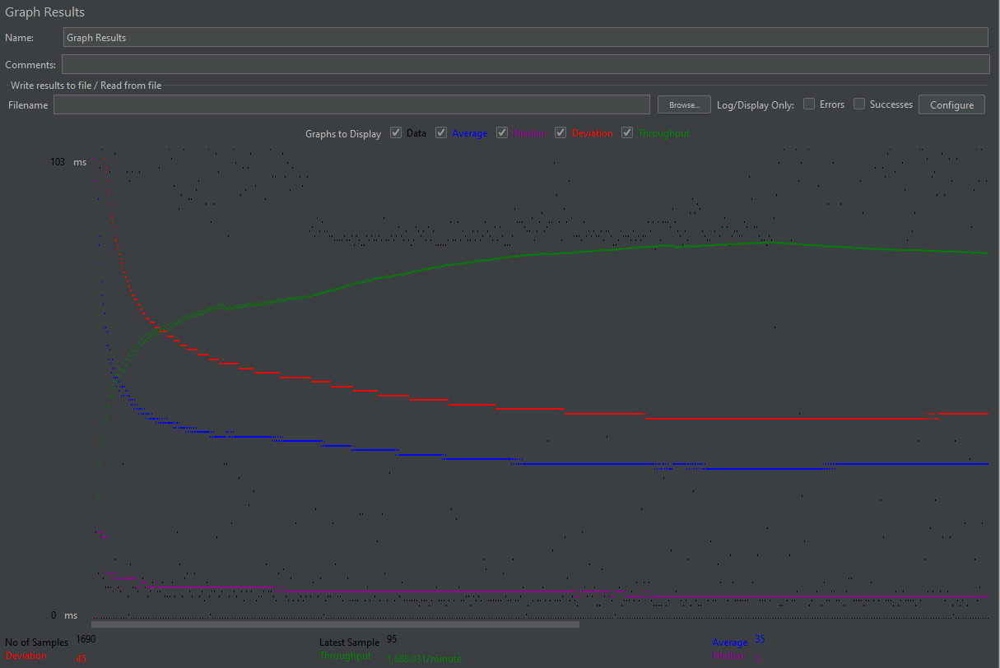 Graph Results
Name: Graph Results
Comments:
Write results to file / Read from file
Filename Browse... Log/Display Only: Errors Successes Configure
Graphs to Display Data Average Median Deviation Throughput
103 ms
0 ms
No of Samples 1690 Latest Sample 95 Average 35
Deviation 45 Throughput 1,688.031/minute Median